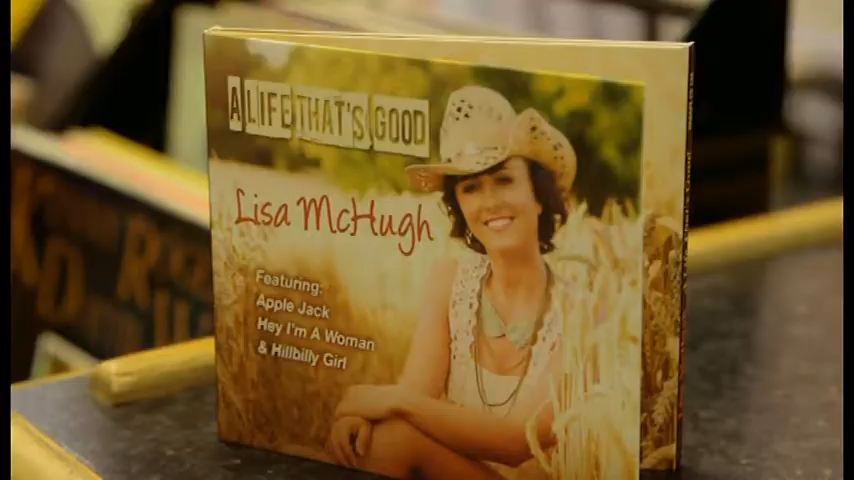 A LIFE THAT'S GOOD
Lisa McHugh
Featuring:
Apple Jack
Hey I'm A Woman
& Hillbilly Girl